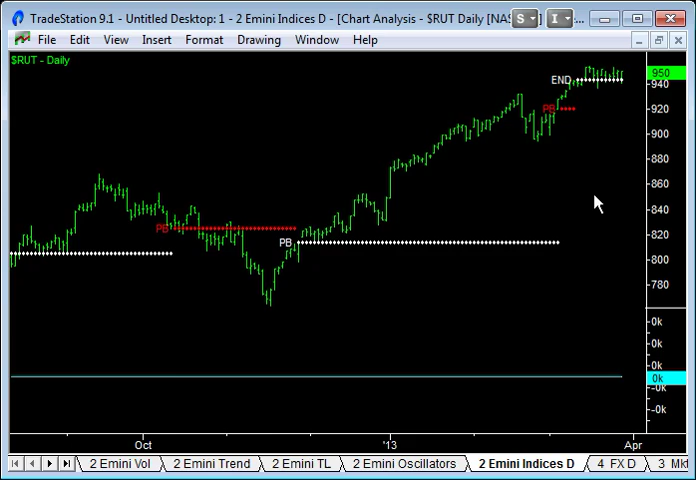 TradeStation 9.1 - Untitled Desktop: 1 - 2 Emini Indices D - [Chart Analysis - $RUT Daily [NAS S I e...
File Edit View Insert Format Drawing Window Help
$RUT - Daily
950
940
END
920
PB
900
880
860
840
PB
820
PB
800
780
0k
0k
0k
0k
-0k
-0k
Oct '13 Apr
2 Emini Vol 2 Emini Trend 2 Emini TL 2 Emini Oscillators 2 Emini Indices D 4 FX D 3 Mkt